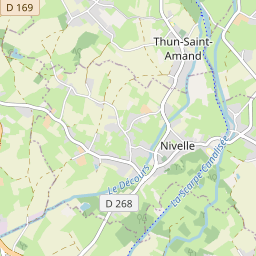 D 169
Thun-Saint-
Amand
Nivelle
Le Décours
La Scarpe Canalisée
D 268